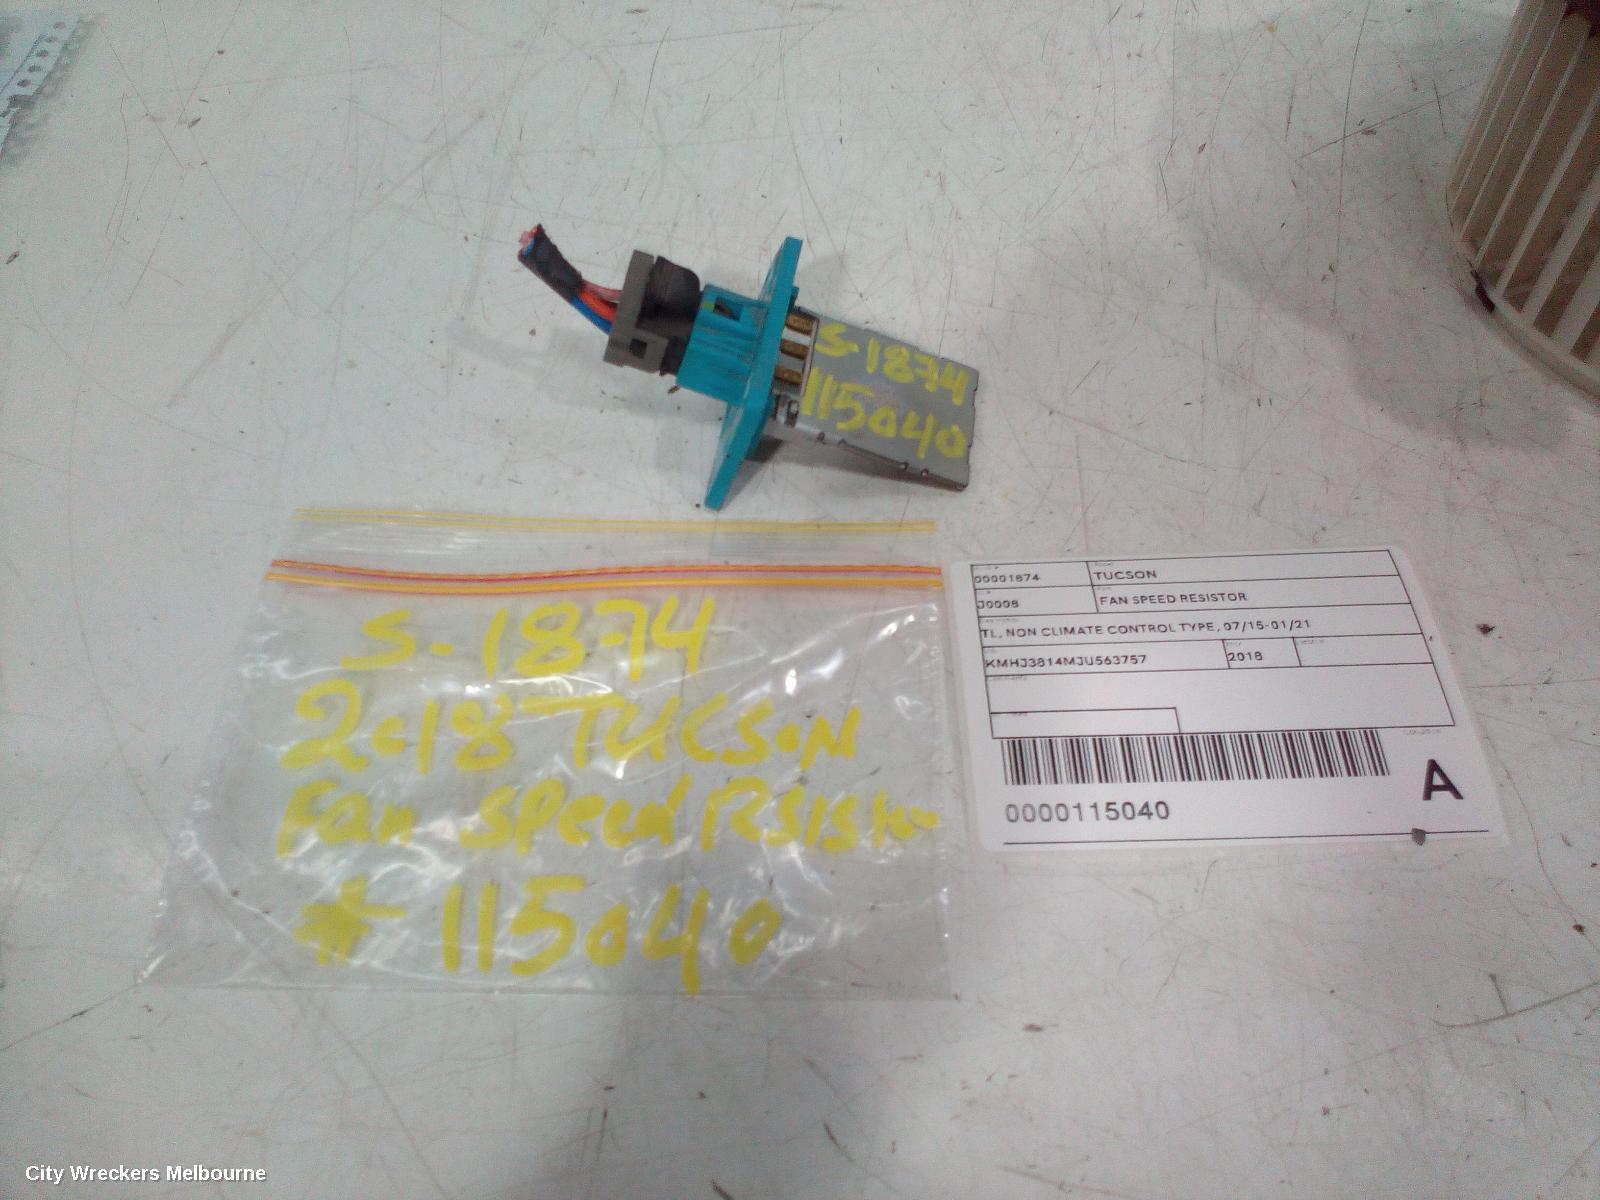 S-1874
115040
S-1874
2018 TUCSON
Fan Speed Rsistor
# 115040
00001874
TUCSON
J0008
FAN SPEED RESISTOR
TL, NON CLIMATE CONTROL TYPE, 07/15-01/21
KMHJ3814MJU563757
2018
A
0000115040
City Wreckers Melbourne